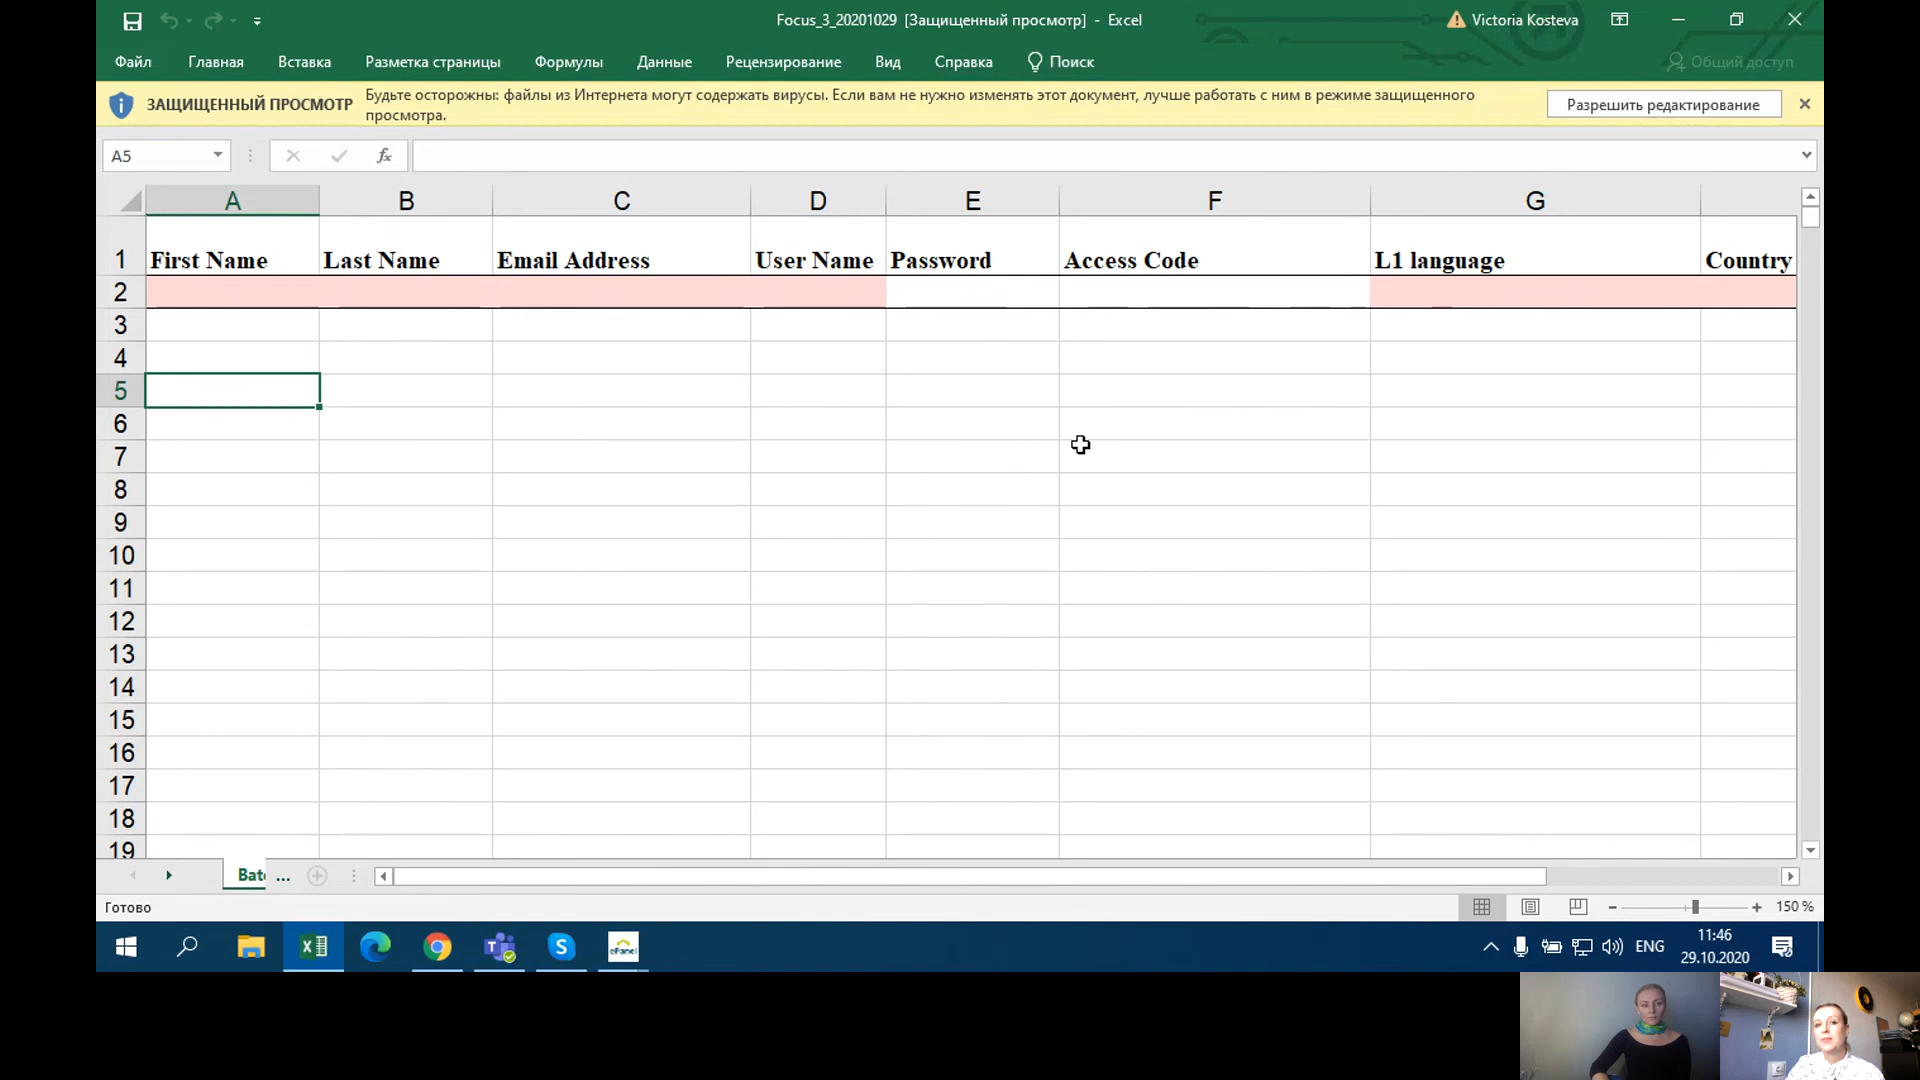 Focus_3_20201029 [Защищенный просмотр] - Excel
Victoria Kosteva
Файл Главная Вставка Разметка страницы Формулы Данные Рецензирование Вид Справка Поиск Общий доступ
ЗАЩИЩЕННЫЙ ПРОСМОТР Будьте осторожны: файлы из Интернета могут содержать вирусы. Если вам не нужно изменять этот документ, лучше работать с ним в режиме защищенного
просмотра.
Разрешить редактирование
A5 fx
A B C D E F G
1 First Name Last Name Email Address User Name Password Access Code L1 language Country
2
3
4
5
6
7
8
9
10
11
12
13
14
15
16
17
18
19
Batc ...
Готово 150 %
ePanel
ENG
11:46
29.10.2020